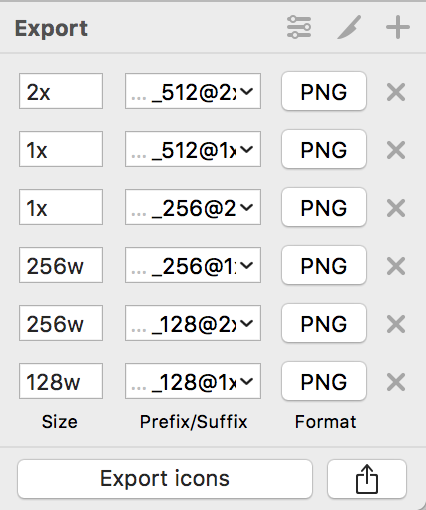 Export
2x ... _512@2x PNG
1x ... _512@1x PNG
1x ... _256@2 PNG
256w ... _256@1 PNG
256w ... _128@2x PNG
128w ... _128@1x PNG
Size Prefix/Suffix Format
Export icons